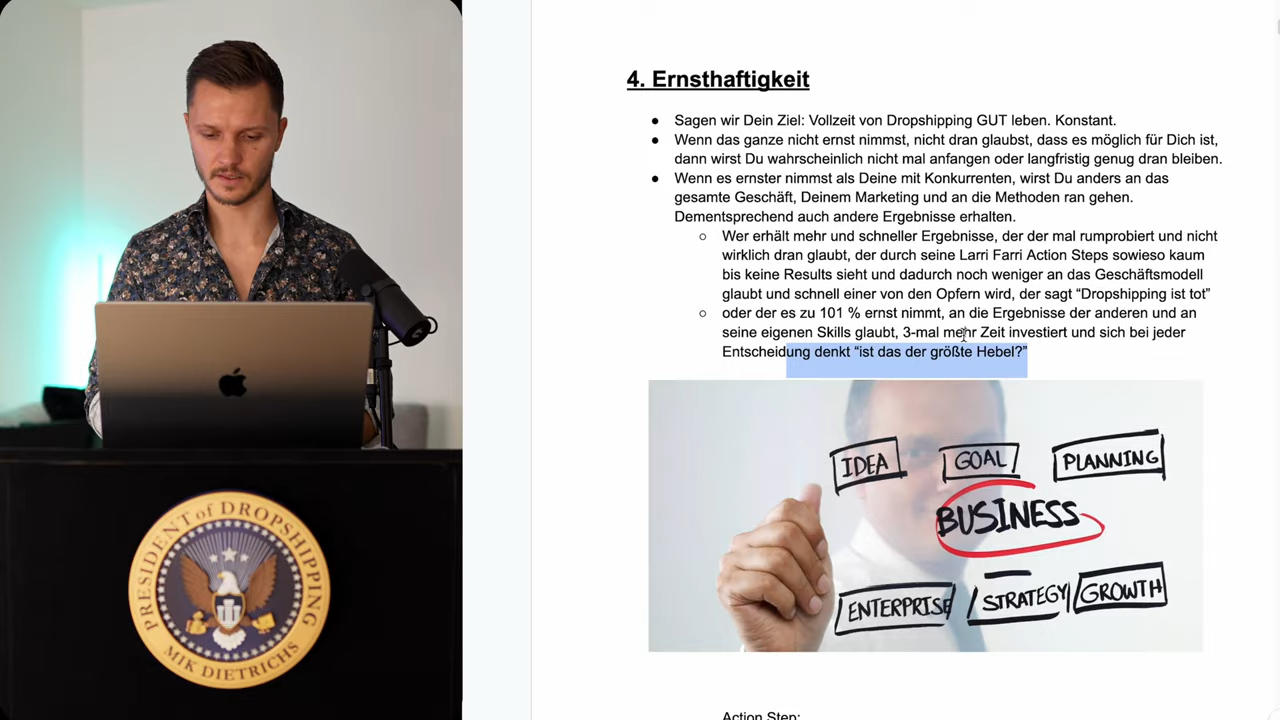 4. Ernsthaftigkeit
● Sagen wir Dein Ziel: Vollzeit von Dropshipping GUT leben. Konstant.
● Wenn das ganze nicht ernst nimmst, nicht dran glaubst, dass es möglich für Dich ist,
dann wirst Du wahrscheinlich nicht mal anfangen oder langfristig genug dran bleiben.
● Wenn es ernster nimmst als Deine mit Konkurrenten, wirst Du anders an das
gesamte Geschäft, Deinem Marketing und an die Methoden ran gehen.
Dementsprechend auch andere Ergebnisse erhalten.
○ Wer erhält mehr und schneller Ergebnisse, der der mal rumprobiert und nicht
wirklich dran glaubt, der durch seine Larri Farri Action Steps sowieso kaum
bis keine Results sieht und dadurch noch weniger an das Geschäftsmodell
glaubt und schnell einer von den Opfern wird, der sagt “Dropshipping ist tot”
○ oder der es zu 101 % ernst nimmt, an die Ergebnisse der anderen und an
seine eigenen Skills glaubt, 3-mal mehr Zeit investiert und sich bei jeder
Entscheidung denkt “ist das der größte Hebel?”
IDEA GOAL PLANNING
BUSINESS
ENTERPRISE STRATEGY GROWTH
Action Step:
PRESIDENT of DROPSHIPPING
MIK DIETRICHS